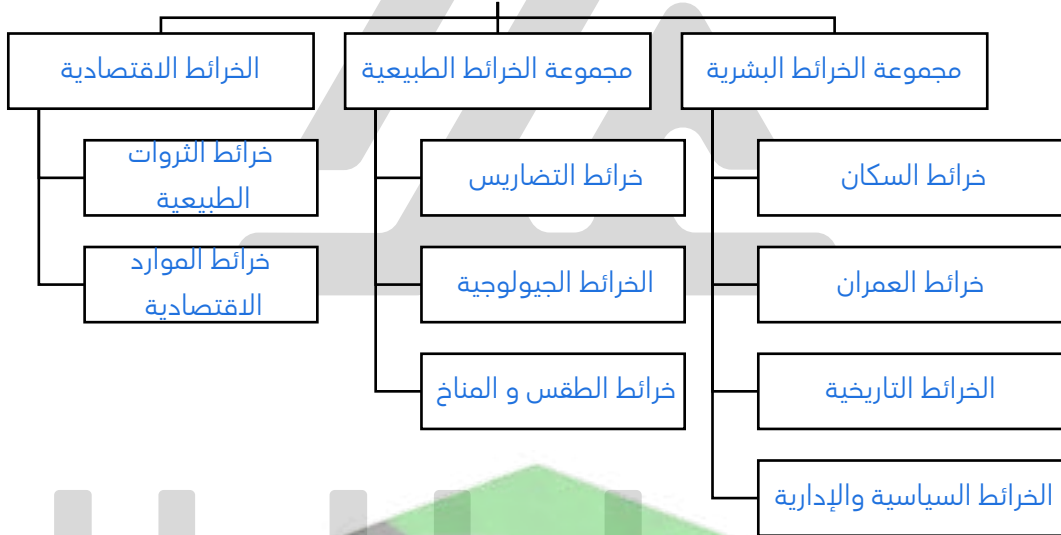 مجموعة الخرائط البشرية
خرائط السكان
خرائط العمران
الخرائط التاريخية
الخرائط السياسية والإدارية
مجموعة الخرائط الطبيعية
خرائط التضاريس
الخرائط الجيولوجية
خرائط الطقس و المناخ
الخرائط الاقتصادية
خرائط الثروات
الطبيعية
خرائط الموارد
الاقتصادية